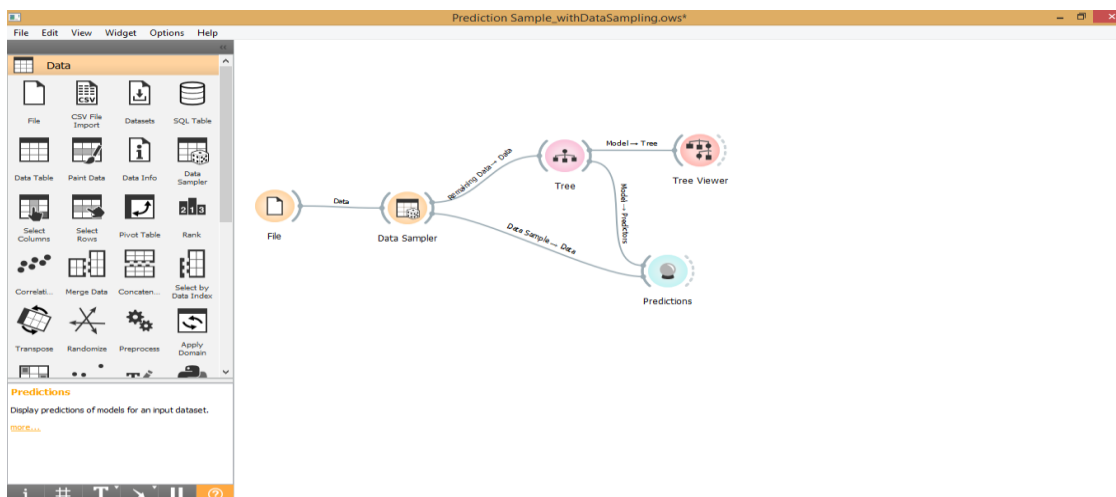 Prediction Sample_withDataSampling.ows*
File Edit View Widget Options Help
Data
File
CSV File Import
Datasets
SQL Table
Data Table
Paint Data
Data Info
Data Sampler
Select Columns
Select Rows
Pivot Table
Rank
Correlati...
Merge Data
Concaten...
Select by Data Index
Transpose
Randomize
Preprocess
Apply Domain
Predictions
Display predictions of models for an input dataset.
more...
File
Data
Data Sampler
Remaining Data → Data
Data Sample → Data
Tree
Model → Tree
Tree Viewer
Model → Predictors
Predictions